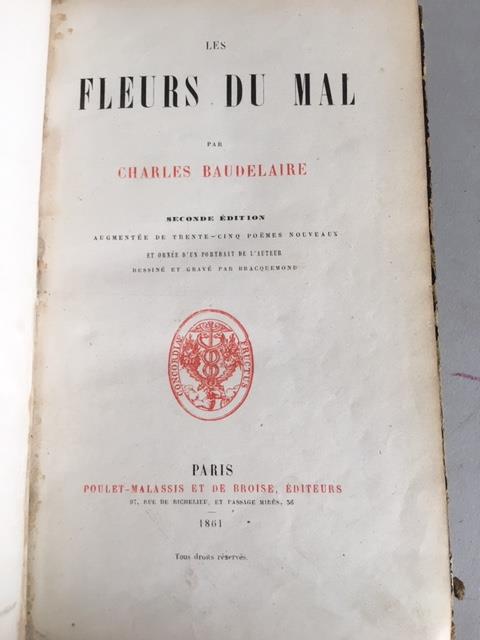 LES
FLEURS DU MAL
PAR
CHARLES BAUDELAIRE
SECONDE ÉDITION
AUGMENTÉE DE TRENTE-CINQ POËMES NOUVEAUX
ET ORNÉE D'UN PORTRAIT DE L'AUTEUR
DESSINÉ ET GRAVÉ PAR BRACQUEMOND
CONCORDIÆ FRUCTUS
PARIS
POULET-MALASSIS ET DE BROISE, ÉDITEURS
97, RUE DE RICHELIEU, ET PASSAGE MIRÈS, 36
1861
Tous droits réservés.